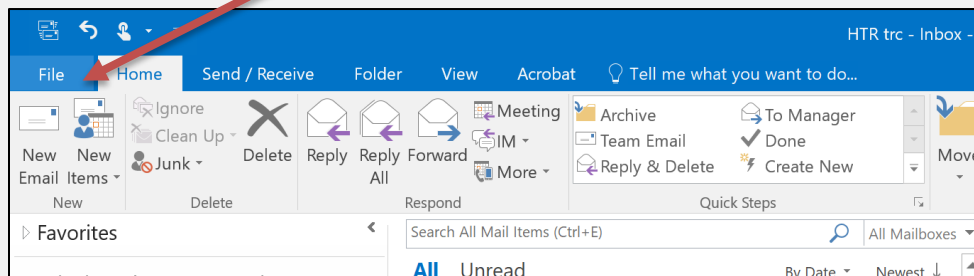 HTR trc - Inbox -
File Home Send / Receive Folder View Acrobat Tell me what you want to do...
New Email
New Items
Ignore
Clean Up
Junk
Delete
Reply
Reply All
Forward
Meeting
IM
More
Archive
Team Email
Reply & Delete
To Manager
Done
Create New
Move
New Delete Respond Quick Steps
Favorites
Search All Mail Items (Ctrl+E) All Mailboxes
All Unread By Date Newest